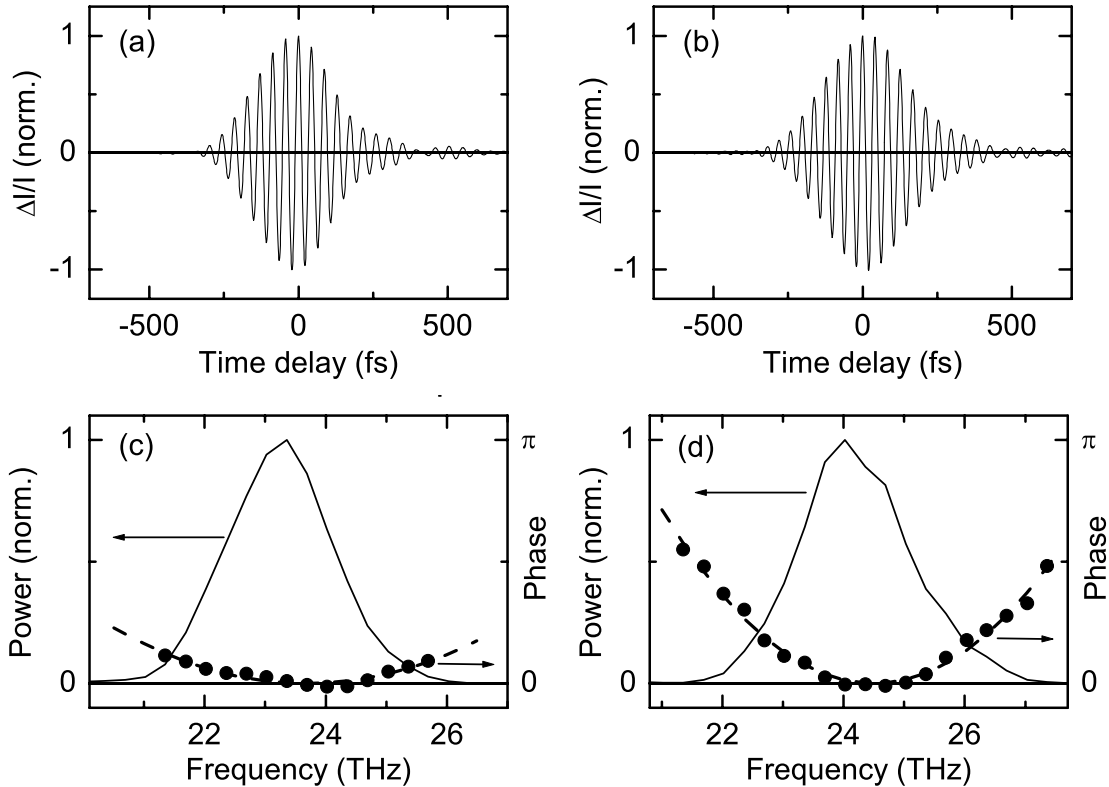 (a)
1
0
-1
ΔI/I (norm.)
-500 0 500
Time delay (fs)
(b)
1
0
-1
ΔI/I (norm.)
-500 0 500
Time delay (fs)
(c)
1
0
Power (norm.)
π
0
Phase
22 24 26
Frequency (THz)
(d)
1
0
Power (norm.)
π
0
Phase
22 24 26
Frequency (THz)